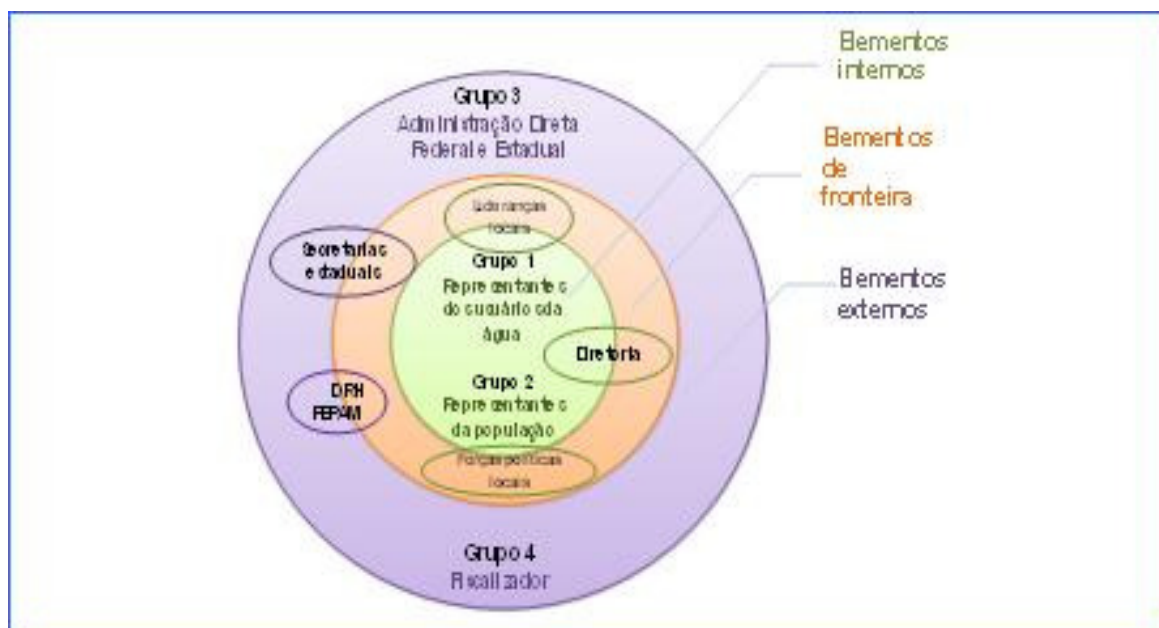 Elementos
internos
Grupo 3
Administração Direta
Federal e Estadual
Elementos
de
fronteira
Lideranças
locais
Secretarias
estaduais
Grupo 1
Representantes
dos usuários da
água
Elementos
externos
Diretoria
DRH
FEPAM
Grupo 2
Representantes
da população
Forças políticas
locais
Grupo 4
Fiscalizador